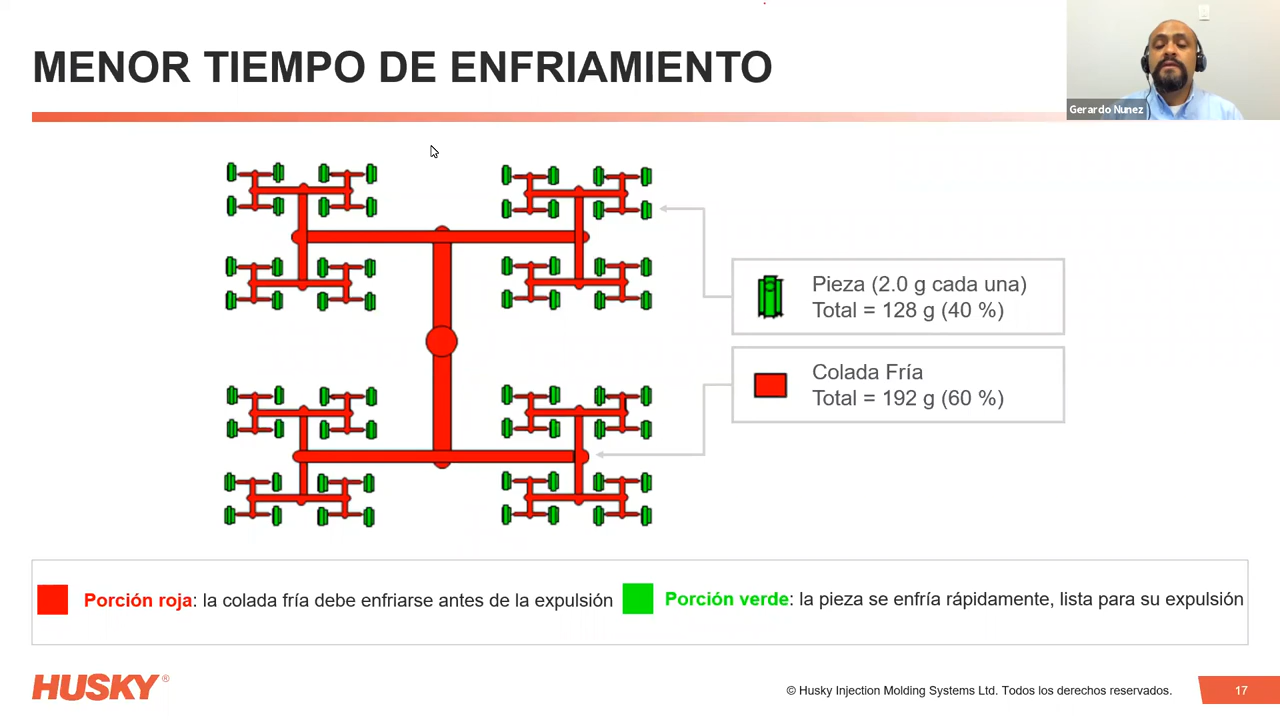 MENOR TIEMPO DE ENFRIAMIENTO
Gerardo Nunez
Pieza (2.0 g cada una)
Total = 128 g (40 %)
Colada Fría
Total = 192 g (60 %)
Porción roja: la colada fría debe enfriarse antes de la expulsión
Porción verde: la pieza se enfría rápidamente, lista para su expulsión
HUSKY®
© Husky Injection Molding Systems Ltd. Todos los derechos reservados.
17